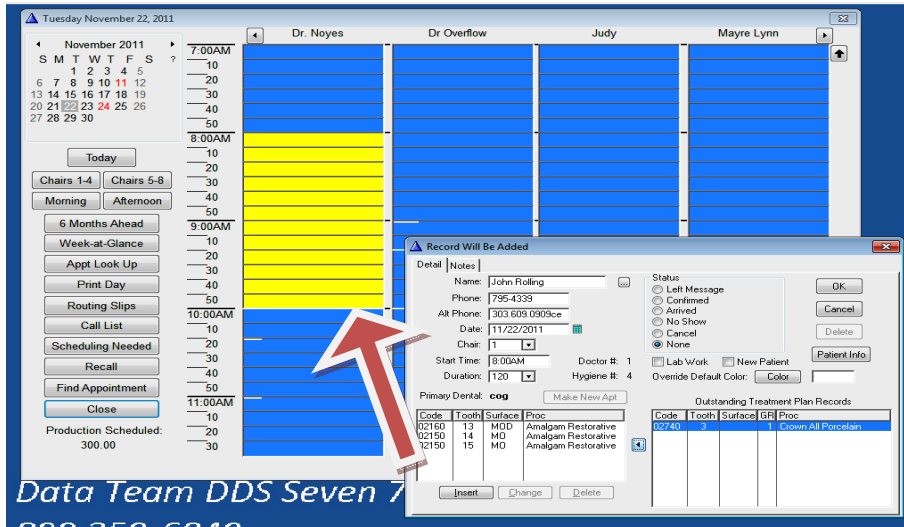 Tuesday November 22, 2011
November 2011
S M T W T F S ?
1 2 3 4 5
6 7 8 9 10 11 12
13 14 15 16 17 18 19
20 21 22 23 24 25 26
27 28 29 30
Today
Chairs 1-4 Chairs 5-8
Morning Afternoon
6 Months Ahead
Week-at-Glance
Appt Look Up
Print Day
Routing Slips
Call List
Scheduling Needed
Recall
Find Appointment
Close
Production Scheduled:
300.00
Dr. Noyes Dr Overflow Judy Mayre Lynn
7:00AM
10
20
30
40
50
8:00AM
10
20
30
40
50
9:00AM
10
20
30
40
50
10:00AM
10
20
30
40
50
11:00AM
10
20
30
Record Will Be Added
Detail Notes
Name: John Rolling ...
Phone: 795-4339
Alt Phone: 303.609.0909ce
Date: 11/22/2011
Chair: 1
Start Time: 8:00AM Doctor #: 1
Duration: 120 Hygiene #: 4
Primary Dental: cog Make New Apt
Status
Left Message
Confirmed
Arrived
No Show
Cancel
None
Lab Work New Patient
Override Default Color: Color
OK
Cancel
Delete
Patient Info
Code Tooth Surface Proc
02160 13 MOD Amalgam Restorative
02150 14 MO Amalgam Restorative
02150 15 MO Amalgam Restorative
Insert Change Delete
Outstanding Treatment Plan Records
Code Tooth Surface GR Proc
02740 3 1 Crown All Porcelain
Data Team DDS Seven 7